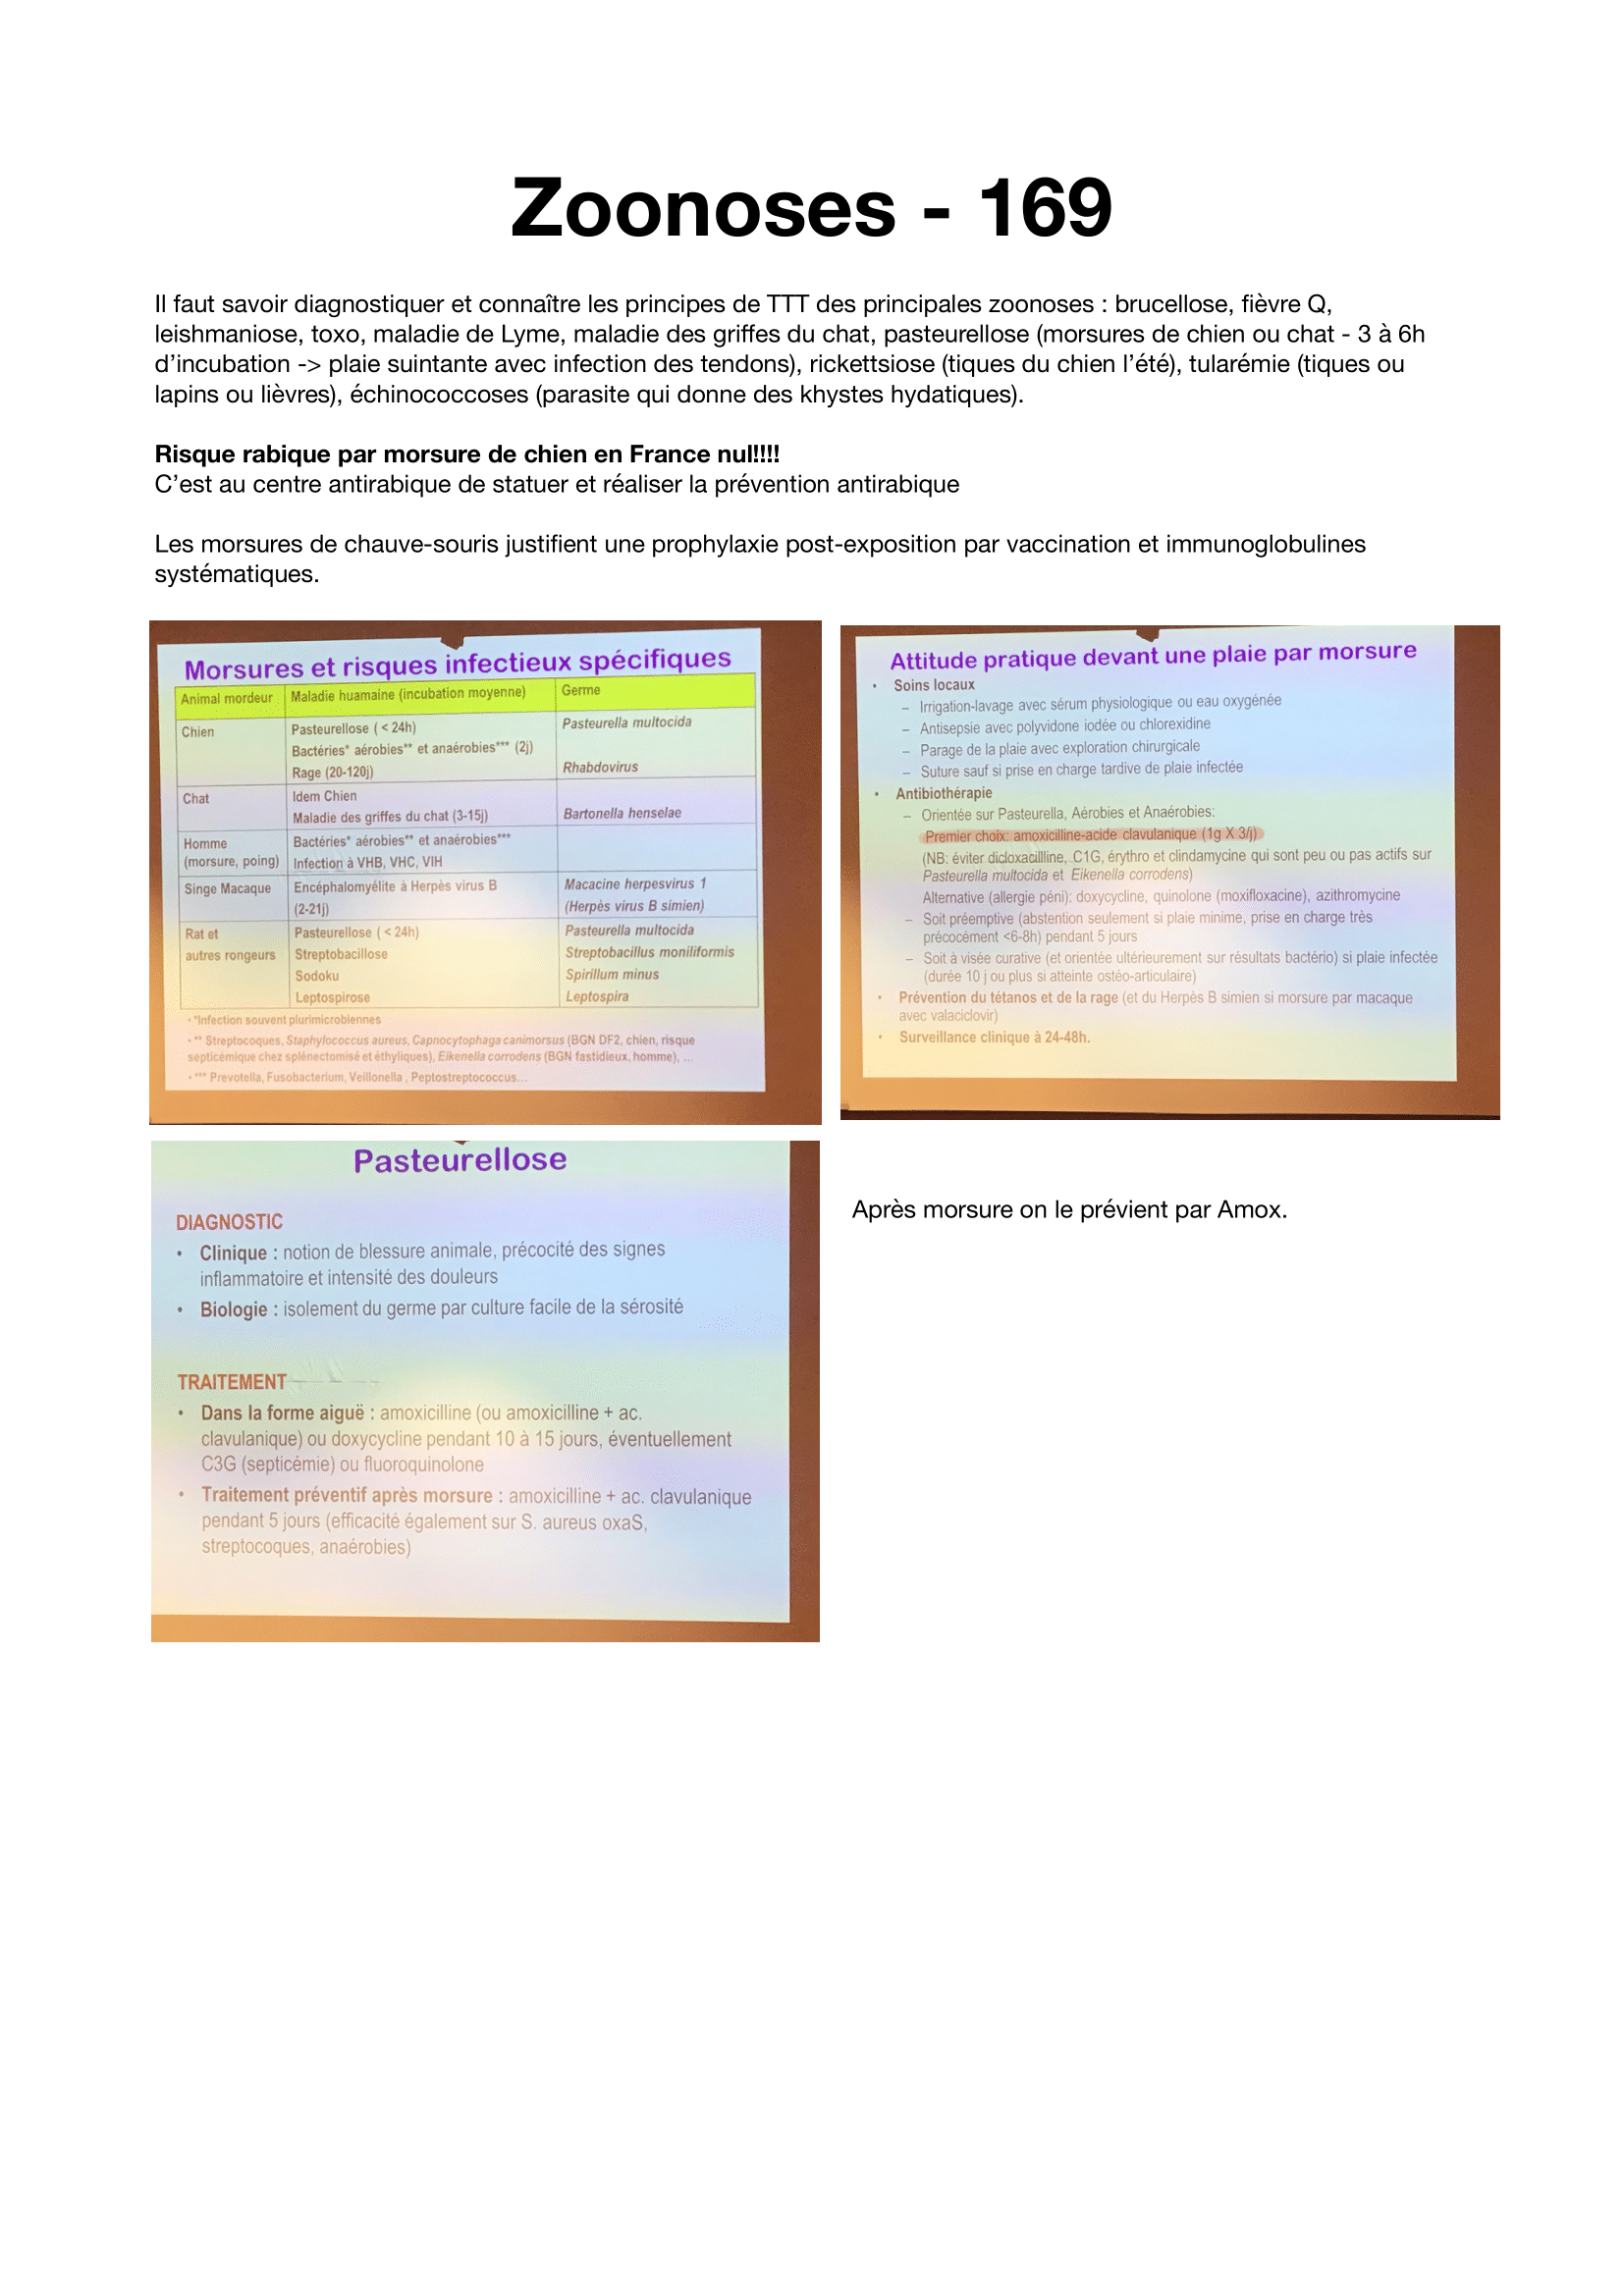 Zoonoses - 169
Il faut savoir diagnostiquer et connaître les principes de TTT des principales zoonoses : brucellose, fièvre Q,
leishmaniose, toxo, maladie de Lyme, maladie des griffes du chat, pasteurellose (morsures de chien ou chat - 3 à 6h
d’incubation -> plaie suintante avec infection des tendons), rickettsiose (tiques du chien l’été), tularémie (tiques ou
lapins ou lièvres), échinococcoses (parasite qui donne des khystes hydatiques).
Risque rabique par morsure de chien en France nul!!!!
C’est au centre antirabique de statuer et réaliser la prévention antirabique
Les morsures de chauve-souris justifient une prophylaxie post-exposition par vaccination et immunoglobulines
systématiques.
Morsures et risques infectieux spécifiques
Animal mordeur Maladie huamaine (incubation moyenne) Germe
Chien Pasteurellose ( < 24h) Pasteurella multocida
Bactéries* aérobies** et anaérobies*** (2j)
Rage (20-120j) Rhabdovirus
Chat Idem Chien
Maladie des griffes du chat (3-15j) Bartonella henselae
Homme Bactéries* aérobies** et anaérobies***
(morsure, poing) Infection à VHB, VHC, VIH
Singe Macaque Encéphalomyélite à Herpès virus B Macacine herpesvirus 1
(2-21j) (Herpès virus B simien)
Rat et Pasteurellose ( < 24h) Pasteurella multocida
autres rongeurs Streptobacillose Streptobacillus moniliformis
Sodoku Spirillum minus
Leptospirose Leptospira
• *Infection souvent plurimicrobiennes
• ** Streptocoques, Staphylococcus aureus, Capnocytophaga canimorsus (BGN DF2, chien, risque
septicémique chez splénectomisé et éthyliques), Eikenella corrodens (BGN fastidieux, homme), ...
• *** Prevotella, Fusobacterium, Veillonella , Peptostreptococcus...
Attitude pratique devant une plaie par morsure
• Soins locaux
– Irrigation-lavage avec sérum physiologique ou eau oxygénée
– Antisepsie avec polyvidone iodée ou chlorexidine
– Parage de la plaie avec exploration chirurgicale
– Suture sauf si prise en charge tardive de plaie infectée
• Antibiothérapie
– Orientée sur Pasteurella, Aérobies et Anaérobies:
Premier choix: amoxicilline-acide clavulanique (1g X 3/j)
(NB: éviter dicloxacillline, C1G, érythro et clindamycine qui sont peu ou pas actifs sur
Pasteurella multocida et Eikenella corrodens)
Alternative (allergie péni): doxycycline, quinolone (moxifloxacine), azithromycine
– Soit préemptive (abstention seulement si plaie minime, prise en charge très
précocément <6-8h) pendant 5 jours
– Soit à visée curative (et orientée ultérieurement sur résultats bactério) si plaie infectée
(durée 10 j ou plus si atteinte ostéo-articulaire)
• Prévention du tétanos et de la rage (et du Herpès B simien si morsure par macaque
avec valaciclovir)
• Surveillance clinique à 24-48h.
Pasteurellose
DIAGNOSTIC
• Clinique : notion de blessure animale, précocité des signes
inflammatoire et intensité des douleurs
• Biologie : isolement du germe par culture facile de la sérosité
TRAITEMENT
• Dans la forme aiguë : amoxicilline (ou amoxicilline + ac.
clavulanique) ou doxycycline pendant 10 à 15 jours, éventuellement
C3G (septicémie) ou fluoroquinolone
• Traitement préventif après morsure : amoxicilline + ac. clavulanique
pendant 5 jours (efficacité également sur S. aureus oxaS,
streptocoques, anaérobies)
Après morsure on le prévient par Amox.